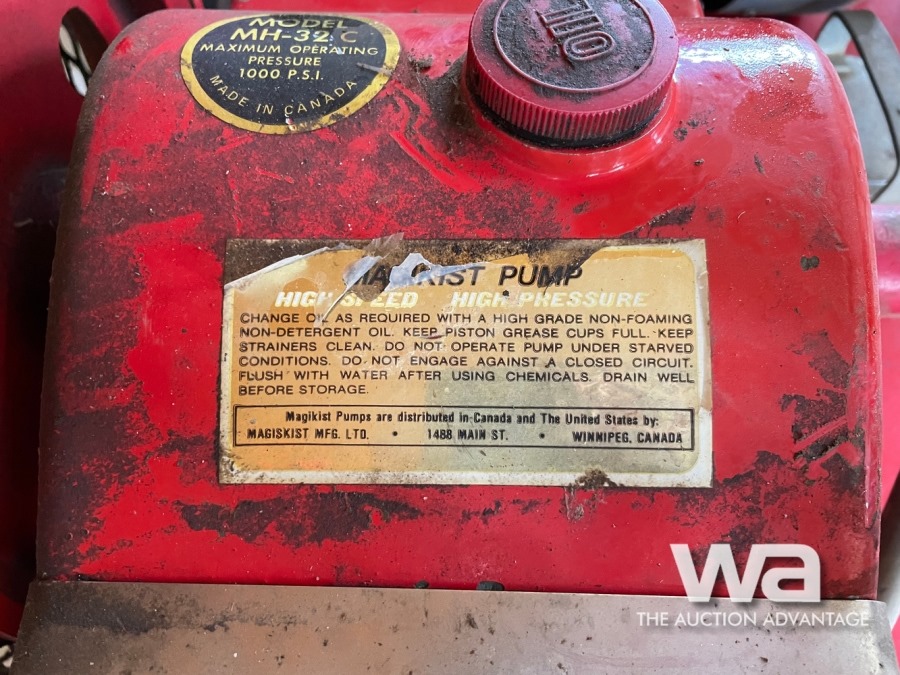 MODEL
MH-32 C
MAXIMUM OPERATING
PRESSURE
1000 P.S.I.
MADE IN CANADA
OIL
MAGIKIST PUMP
HIGH SPEED HIGH PRESSURE
CHANGE OIL AS REQUIRED WITH A HIGH GRADE NON-FOAMING
NON-DETERGENT OIL. KEEP PISTON GREASE CUPS FULL. KEEP
STRAINERS CLEAN. DO NOT OPERATE PUMP UNDER STARVED
CONDITIONS. DO NOT ENGAGE AGAINST A CLOSED CIRCUIT.
FLUSH WITH WATER AFTER USING CHEMICALS. DRAIN WELL
BEFORE STORAGE.
Magikist Pumps are distributed in Canada and The United States by:
MAGISKIST MFG. LTD. • 1488 MAIN ST. • WINNIPEG, CANADA
wa
THE AUCTION ADVANTAGE